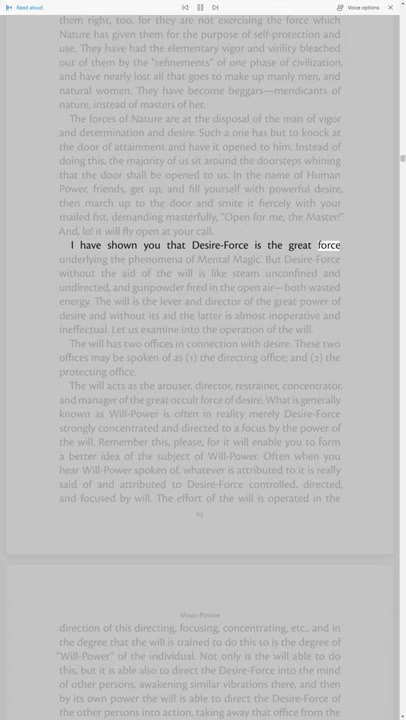 Read aloud
Voice options
them right, too, for they are not exercising the force which
Nature has given them for the purpose of self-protection and
use. They have had the elementary vigor and virility bleached
out of them by the “refinements” of one phase of civilization,
and have nearly lost all that goes to make up manly men, and
natural women. They have become beggars—mendicants of
nature, instead of masters of her.
The forces of Nature are at the disposal of the man of vigor
and determination and desire. Such a one has but to knock at
the door of attainment and have it opened to him. Instead of
doing this, the majority of us sit around the doorsteps whining
that the door shall be opened to us. In the name of Human
Power, friends, get up, and fill yourself with powerful desire,
then march up to the door and smite it fiercely with your
mailed fist, demanding masterfully, “Open for me, the Master!”
And, lo! it will fly open at your call.
I have shown you that Desire-Force is the great force
underlying the phenomena of Mental Magic. But Desire-Force
without the aid of the will is like steam unconfined and
undirected, and gunpowder fired in the open air—both wasted
energy. The will is the lever and director of the great power of
desire and without its aid the latter is almost inoperative and
ineffectual. Let us examine into the operation of the will.
The will has two offices in connection with desire. These two
offices may be spoken of as (1) the directing office; and (2) the
protecting office.
The will acts as the arouser, director, restrainer, concentrator,
and manager of the great occult force of desire. What is generally
known as Will-Power is often in reality merely Desire-Force
strongly concentrated and directed to a focus by the power of
the will. Remember this, please, for it will enable you to form
a better idea of the subject of Will-Power. Often when you
hear Will-Power spoken of, whatever is attributed to it is really
said of and attributed to Desire-Force controlled, directed,
and focused by will. The effort of the will is operated in the
93
Mind-Power
direction of this directing, focusing, concentrating, etc., and in
the degree that the will is trained to do this so is the degree of
“Will-Power” of the individual. Not only is the will able to do
this, but it is able also to direct the Desire-Force into the mind
of other persons, awakening similar vibrations there, and then
by its own power the will is able to direct the Desire-Force of
the other persons into action, taking away that office from the